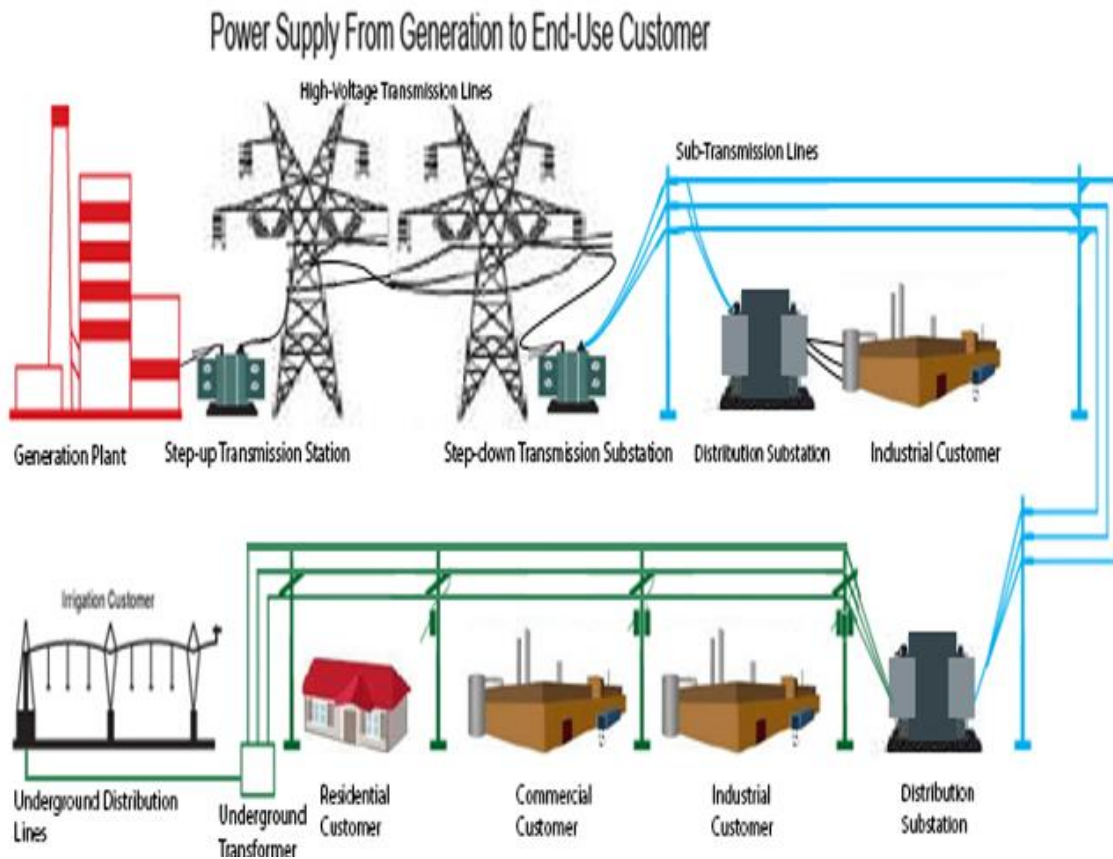 Power Supply From Generation to End-Use Customer
High-Voltage Transmission Lines
Sub-Transmission Lines
Generation Plant
Step-up Transmission Station
Step-down Transmission Substation
Distribution Substation
Industrial Customer
Irrigation Customer
Underground Distribution
Lines
Underground
Transformer
Residential
Customer
Commercial
Customer
Industrial
Customer
Distribution
Substation